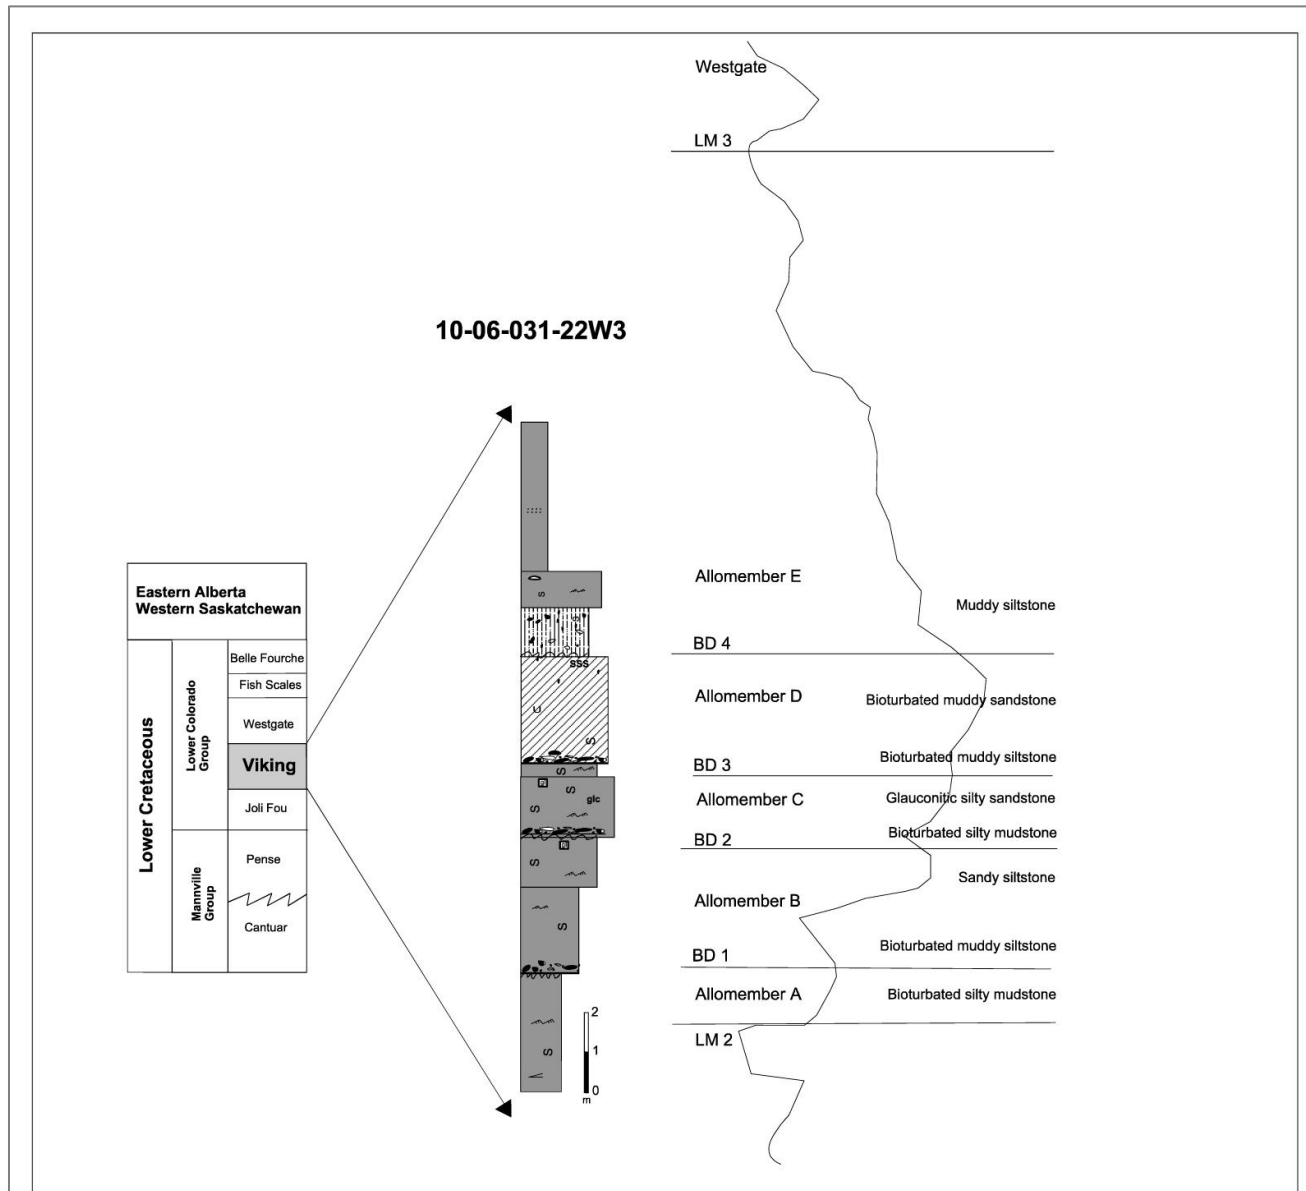 Westgate
LM 3
10-06-031-22W3
Eastern Alberta
Western Saskatchewan
Lower Cretaceous
Lower Colorado
Group
Mannville
Group
Belle Fourche
Fish Scales
Westgate
Viking
Joli Fou
Pense
Cantuar
S
SSS
S
S
S
S
glc
S
S
S
S
2
1
0
m
Allomember E
Muddy siltstone
BD 4
Allomember D
Bioturbated muddy sandstone
Bioturbated muddy siltstone
BD 3
Allomember C
Glauconitic silty sandstone
Bioturbated silty mudstone
BD 2
Sandy siltstone
Allomember B
Bioturbated muddy siltstone
BD 1
Allomember A
Bioturbated silty mudstone
LM 2